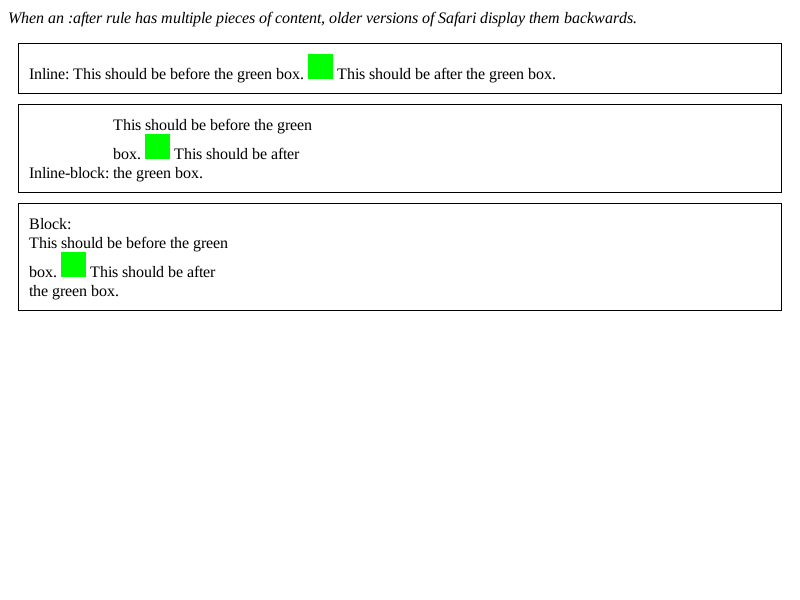 When an :after rule has multiple pieces of content, older versions of Safari display them backwards.
Inline: This should be before the green box. This should be after the green box.
This should be before the green
box. This should be after
Inline-block: the green box.
Block:
This should be before the green
box. This should be after
the green box.